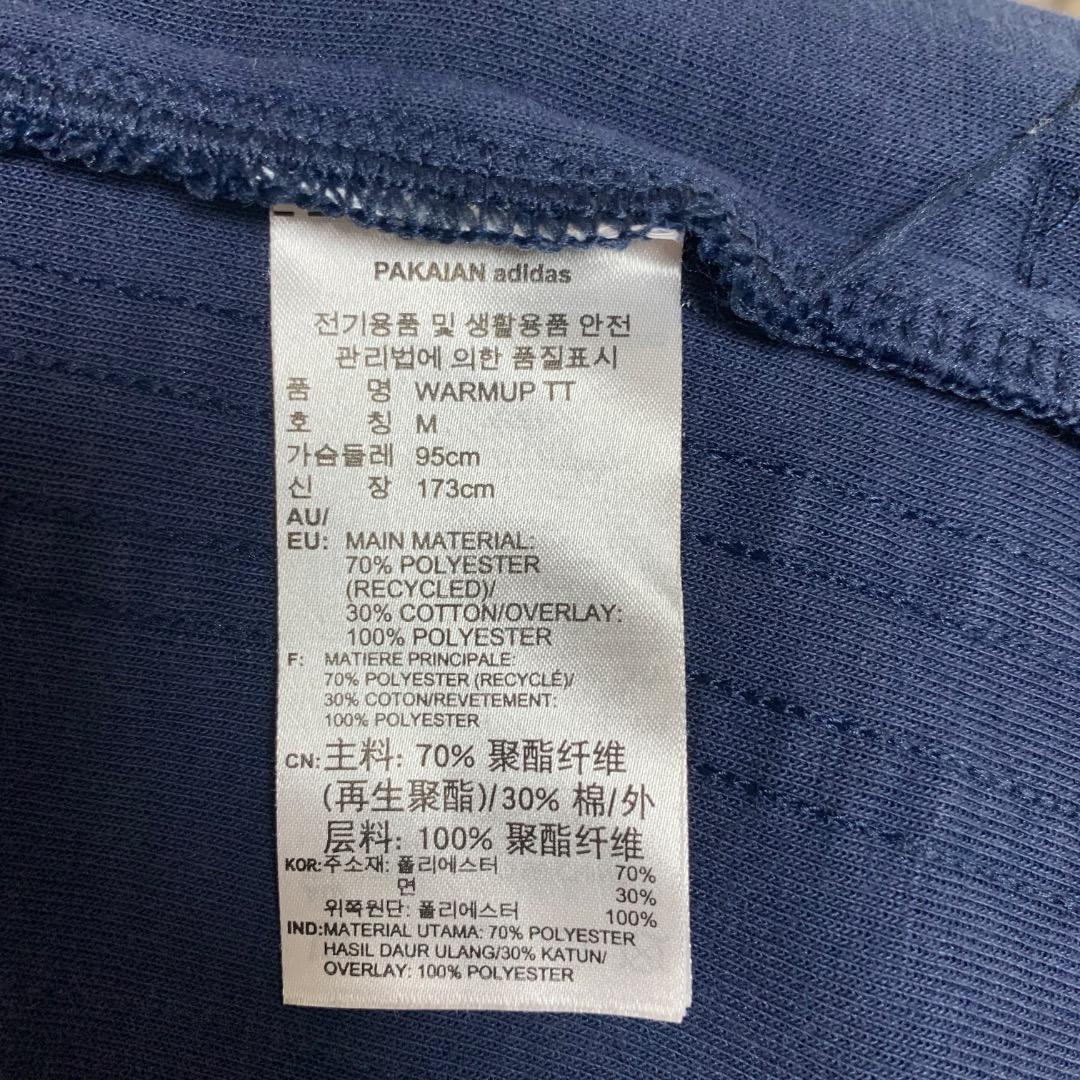 PAKAIAN adidas
전기용품 및 생활용품 안전
관리법에 의한 품질표시
품 명 WARMUP TT
호 칭 M
가슴둘레 95cm
신 장 173cm
AU/
EU: MAIN MATERIAL:
70% POLYESTER
(RECYCLED)/
30% COTTON/OVERLAY:
100% POLYESTER
F: MATIERE PRINCIPALE:
70% POLYESTER (RECYCLÉ)/
30% COTON/REVETEMENT:
100% POLYESTER
CN:主料: 70% 聚酯纤维
(再生聚酯)/30% 棉/外
层料: 100% 聚酯纤维
KOR:주소재: 폴리에스터 70%
면 30%
위쪽원단: 폴리에스터 100%
IND:MATERIAL UTAMA: 70% POLYESTER
HASIL DAUR ULANG/30% KATUN/
OVERLAY: 100% POLYESTER